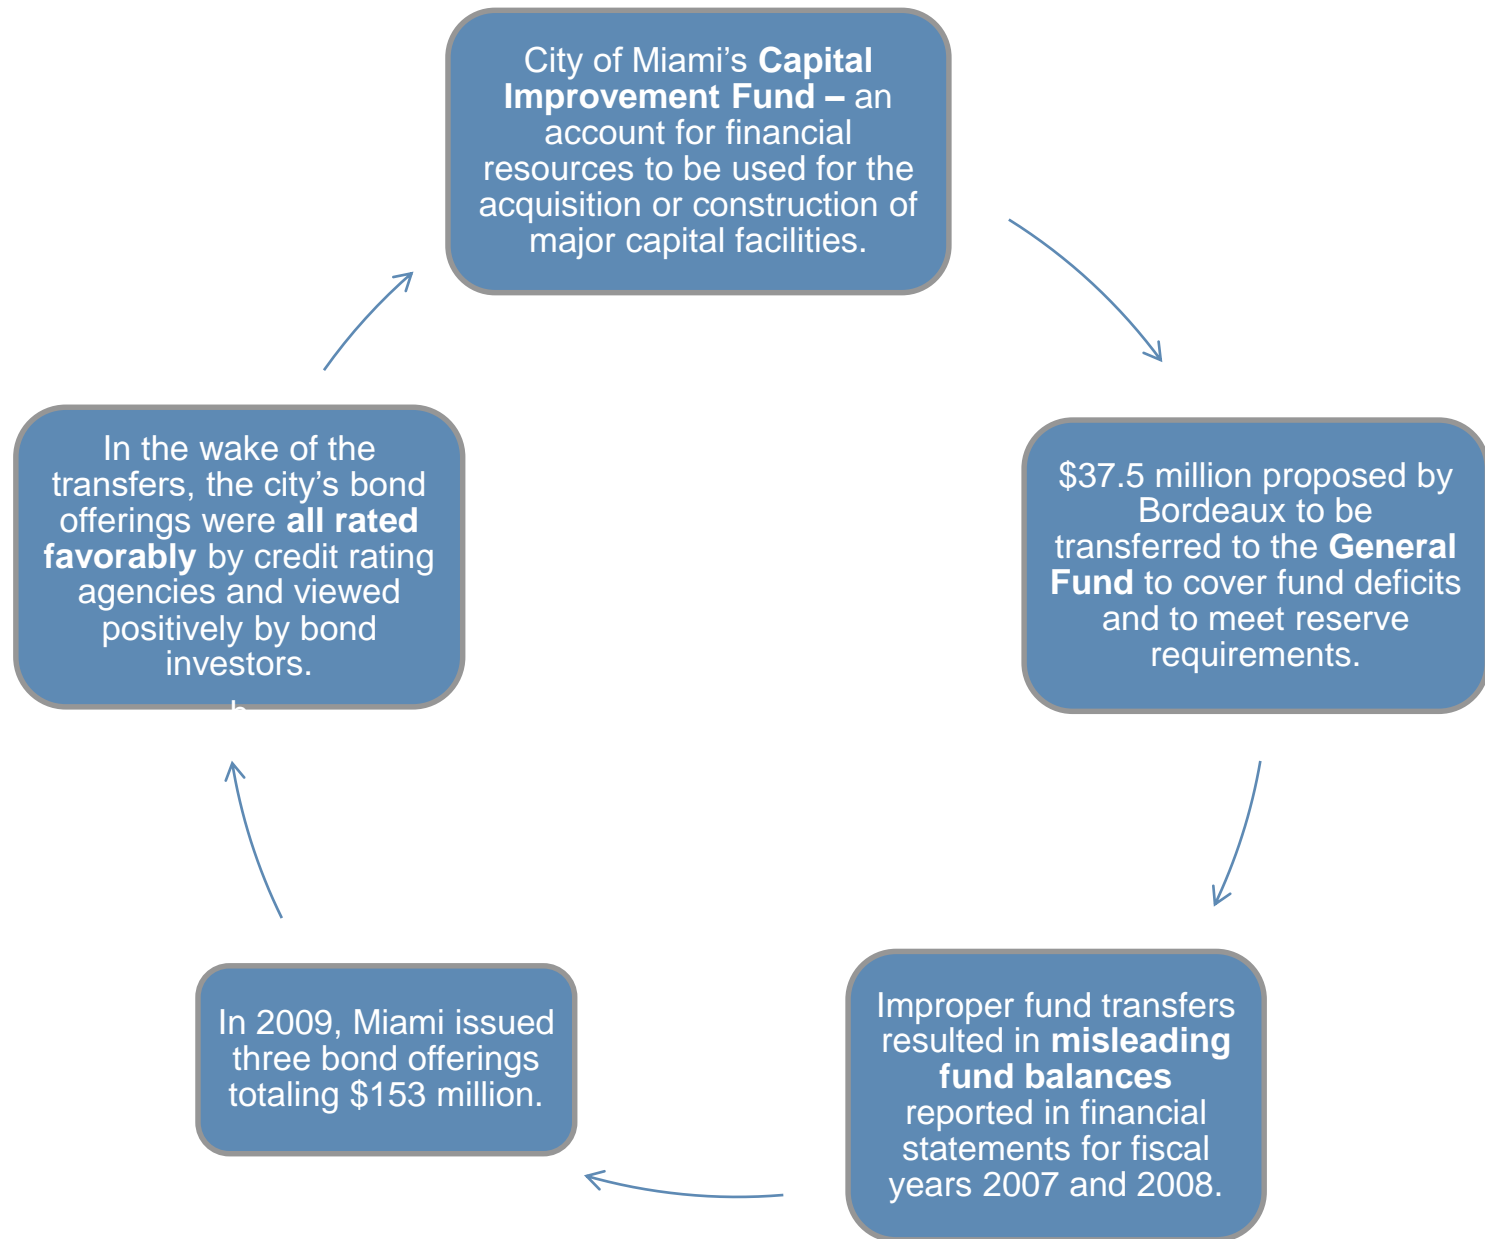 City of Miami’s Capital
Improvement Fund – an
account for financial
resources to be used for the
acquisition or construction of
major capital facilities.
$37.5 million proposed by
Bordeaux to be
transferred to the General
Fund to cover fund deficits
and to meet reserve
requirements.
Improper fund transfers
resulted in misleading
fund balances
reported in financial
statements for fiscal
years 2007 and 2008.
In 2009, Miami issued
three bond offerings
totaling $153 million.
In the wake of the
transfers, the city’s bond
offerings were all rated
favorably by credit rating
agencies and viewed
positively by bond
investors.